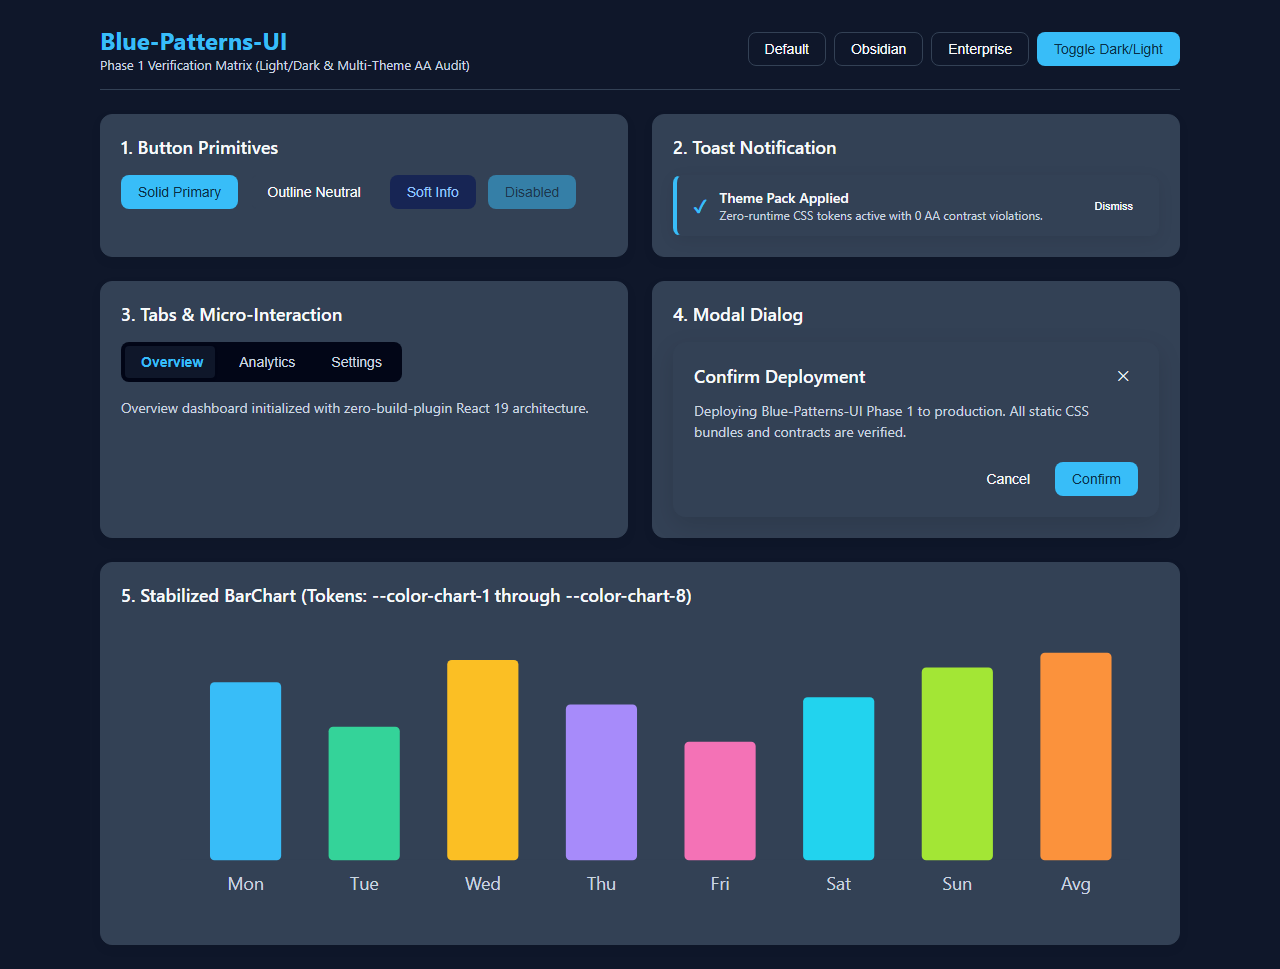 Blue-Patterns-UI
Phase 1 Verification Matrix (Light/Dark & Multi-Theme AA Audit)
Default
Obsidian
Enterprise
Toggle Dark/Light
1. Button Primitives
Solid Primary
Outline Neutral
Soft Info
Disabled
2. Toast Notification
Theme Pack Applied
Zero-runtime CSS tokens active with 0 AA contrast violations.
Dismiss
3. Tabs & Micro-Interaction
Overview
Analytics
Settings
Overview dashboard initialized with zero-build-plugin React 19 architecture.
4. Modal Dialog
Confirm Deployment
Deploying Blue-Patterns-UI Phase 1 to production. All static CSS
bundles and contracts are verified.
Cancel
Confirm
5. Stabilized BarChart (Tokens: --color-chart-1 through --color-chart-8)
Mon
Tue
Wed
Thu
Fri
Sat
Sun
Avg